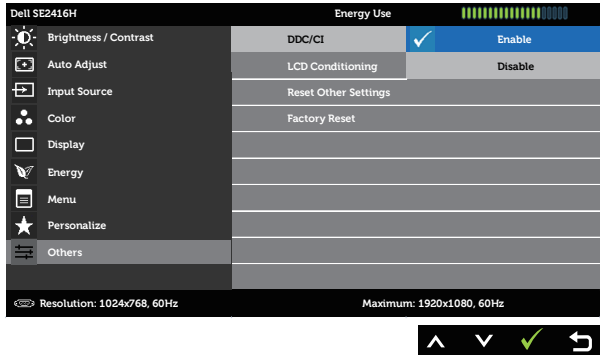 Dell SE2416H Energy Use
Brightness / Contrast DDC/CI Enable
Auto Adjust LCD Conditioning Disable
Input Source Reset Other Settings
Color Factory Reset
Display
Energy
Menu
Personalize
Others
Resolution: 1024x768, 60Hz Maximum: 1920x1080, 60Hz